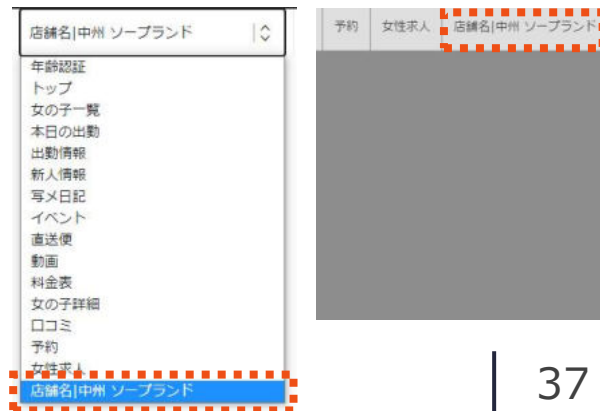 店舗名|中州 ソープランド
年齢認証
トップ
女の子一覧
本日の出勤
出勤情報
新人情報
写メ日記
イベント
直送便
動画
料金表
女の子詳細
口コミ
予約
女性求人
店舗名|中州 ソープランド
予約 女性求人 店舗名|中州 ソープランド
37